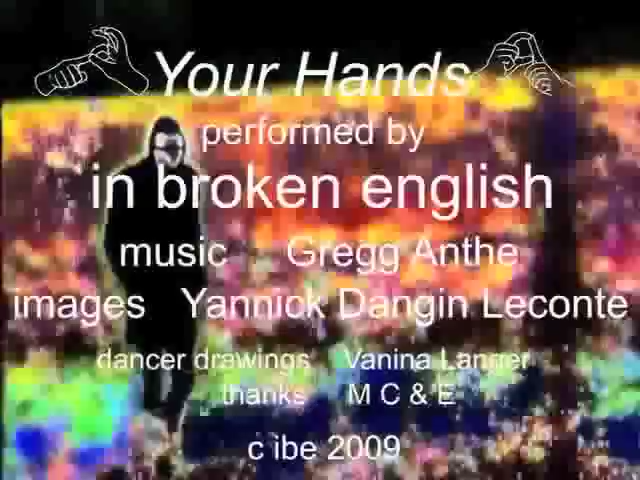 Your Hands
performed by
in broken english
music Gregg Anthe
images Yannick Dangin Leconte
dancer drawings Vanina Langer
thanks M C & E
c ibe 2009